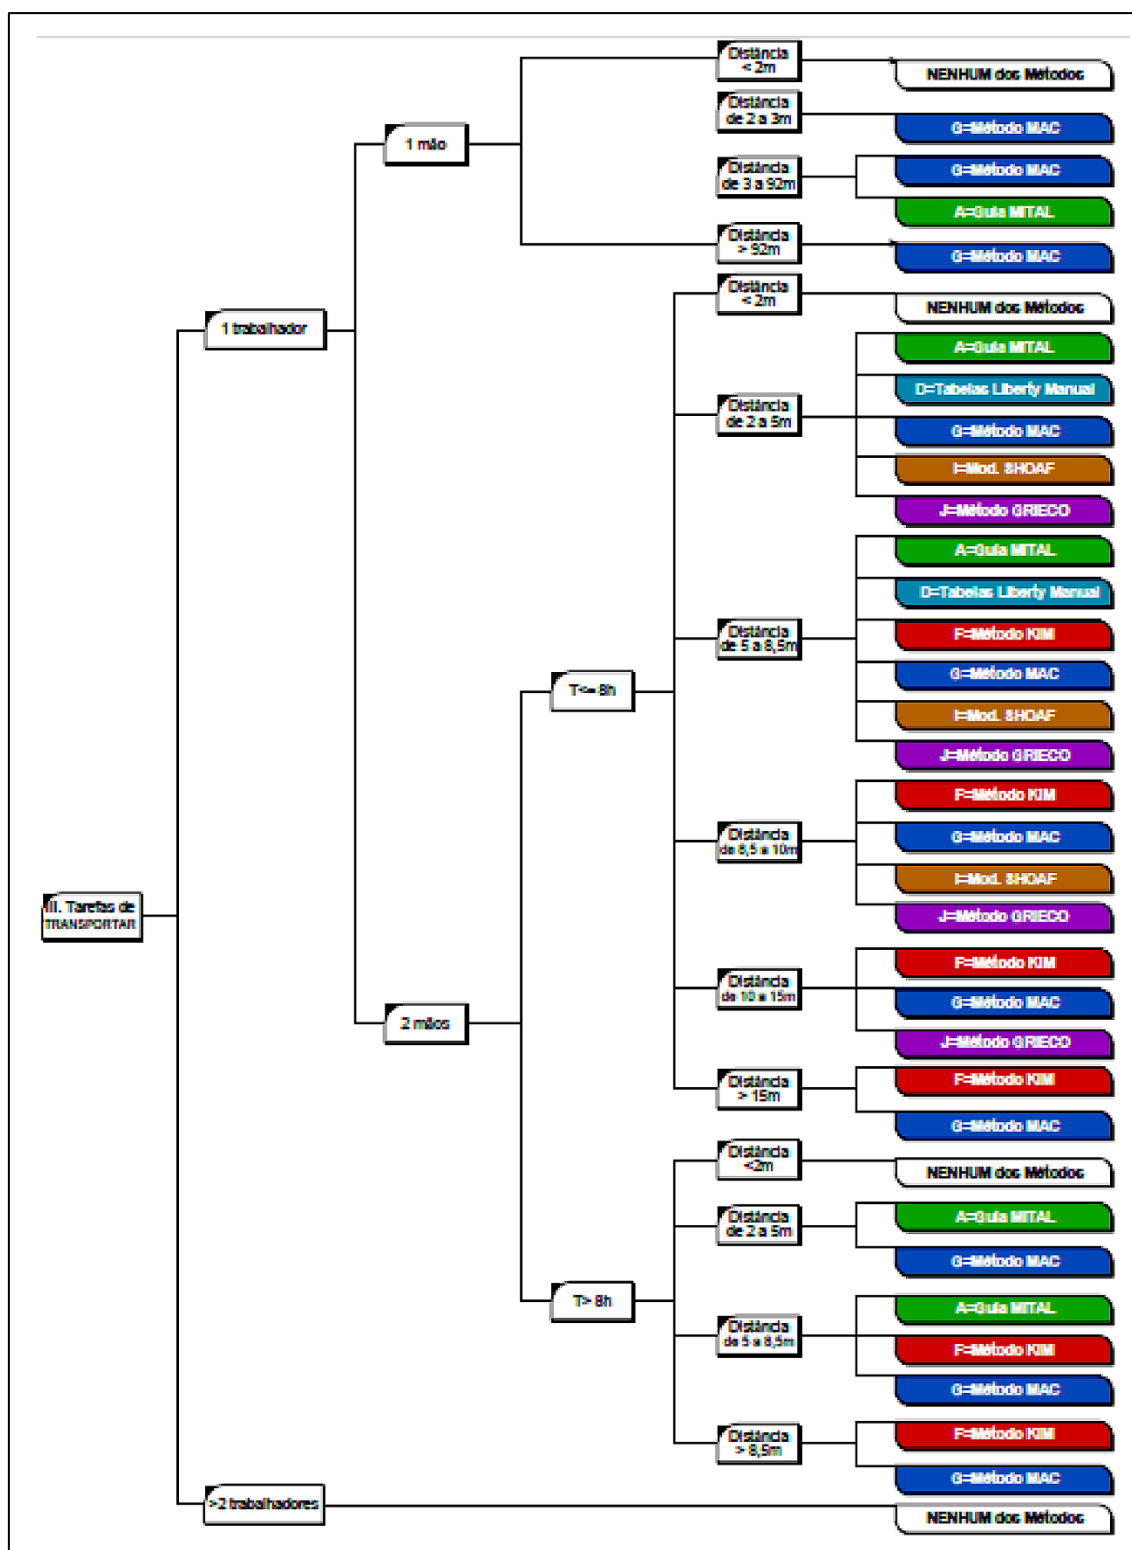 Distância
< 2m
NENHUM dos Métodos
Distância
de 2 a 3m
G=Método MAC
1 mão
Distância
de 3 a 92m
G=Método MAC
A=Guia MITAL
Distância
> 92m
G=Método MAC
Distância
< 2m
NENHUM dos Métodos
1 trabalhador
A=Guia MITAL
D=Tabelas Liberty Manual
Distância
de 2 a 5m
G=Método MAC
I=Mod. SHOAF
J=Método GRIECO
A=Guia MITAL
D=Tabelas Liberty Manual
Distância
de 5 a 8,5m
F=Método KIM
G=Método MAC
T<= 8h
I=Mod. SHOAF
J=Método GRIECO
F=Método KIM
Distância
de 8,5 a 10m
G=Método MAC
I=Mod. SHOAF
J=Método GRIECO
III. Tarefas de
TRANSPORTAR
F=Método KIM
Distância
de 10 a 15m
G=Método MAC
2 mãos
J=Método GRIECO
Distância
> 15m
F=Método KIM
G=Método MAC
Distância
<2m
NENHUM dos Métodos
Distância
de 2 a 5m
A=Guia MITAL
G=Método MAC
T> 8h
A=Guia MITAL
Distância
de 5 a 8,5m
F=Método KIM
G=Método MAC
Distância
> 8,5m
F=Método KIM
G=Método MAC
>2 trabalhadores
NENHUM dos Métodos